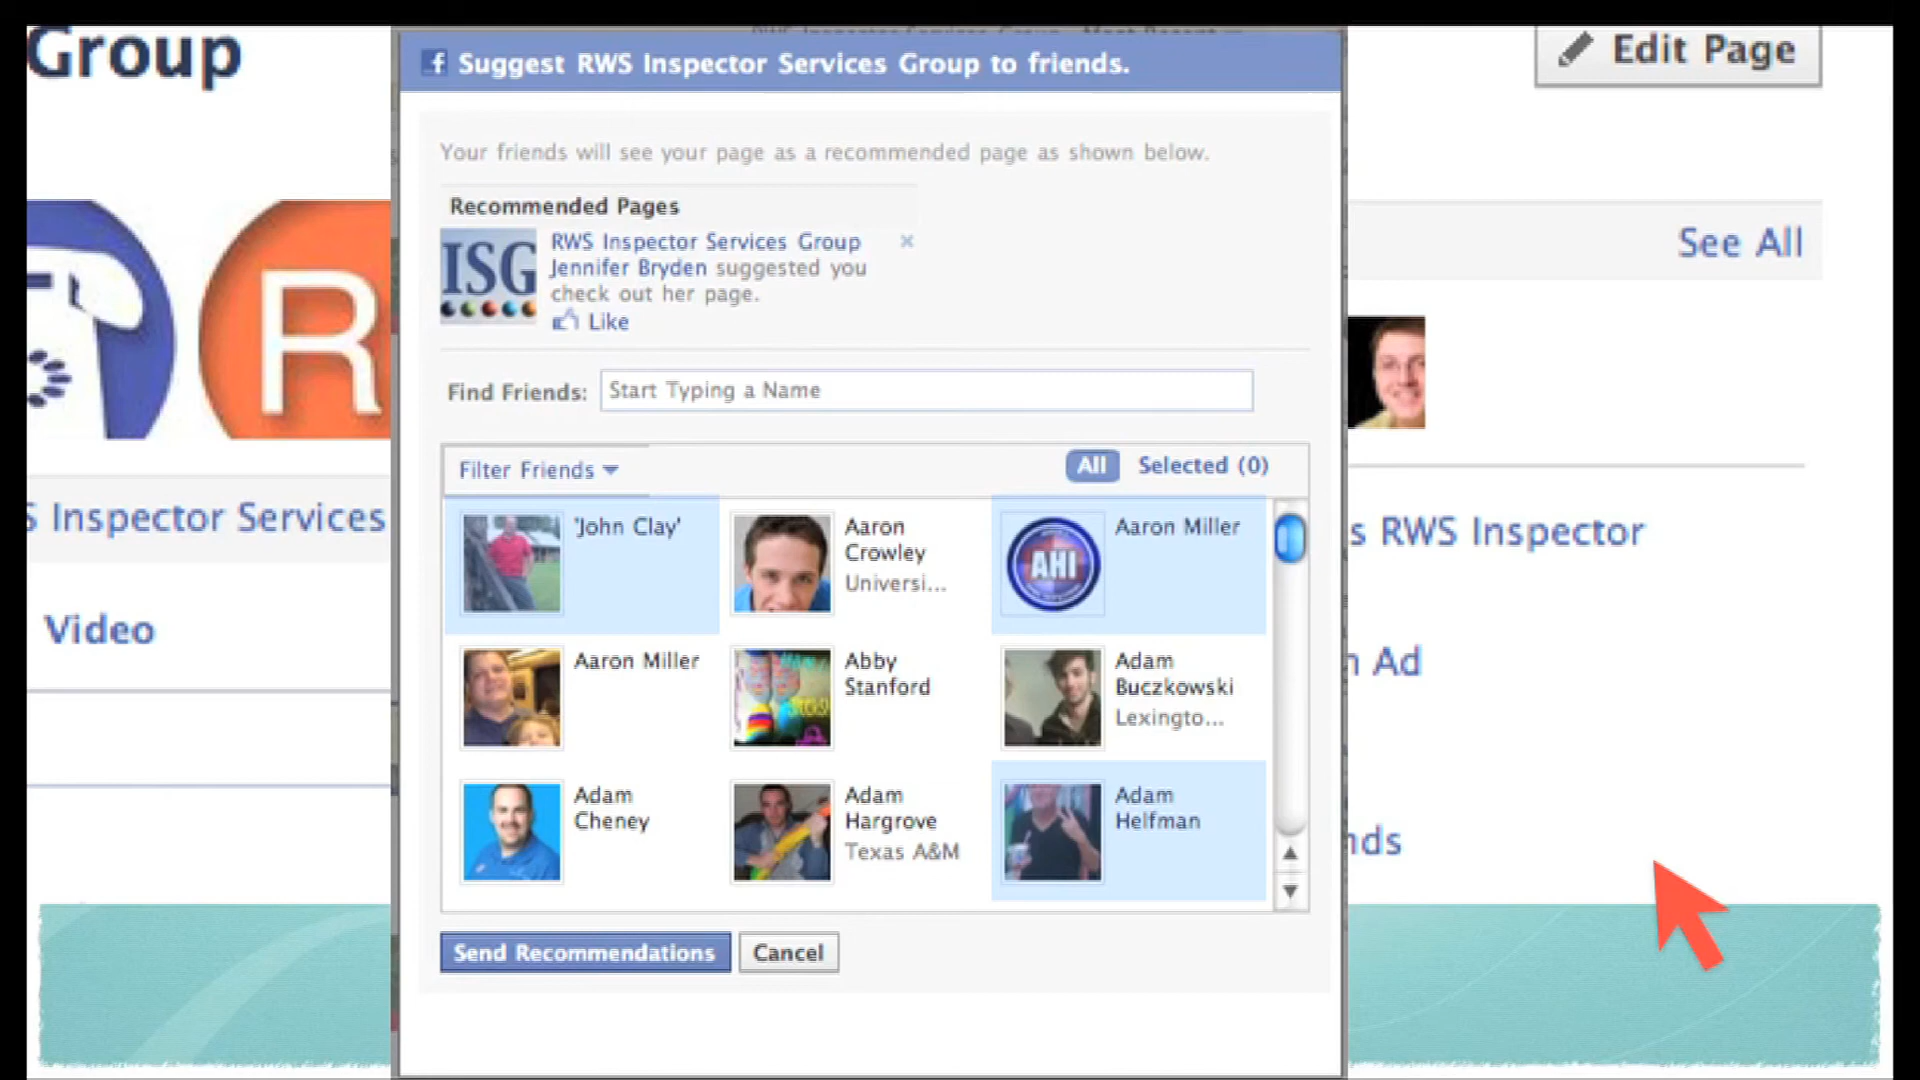 Group
Edit Page
Suggest RWS Inspector Services Group to friends.
Your friends will see your page as a recommended page as shown below.
Recommended Pages
ISG
RWS Inspector Services Group
Jennifer Bryden suggested you
check out her page.
Like
See All
R
Find Friends: Start Typing a Name
Filter Friends
All
Selected (0)
'John Clay'
Aaron
Crowley
Universi...
Aaron Miller
AHI
S Inspector Services
s RWS Inspector
Video
Aaron Miller
Abby
Stanford
Adam
Buczkowski
Lexingto...
n Ad
Adam
Cheney
Adam
Hargrove
Texas A&M
Adam
Helfman
nds
Send Recommendations
Cancel